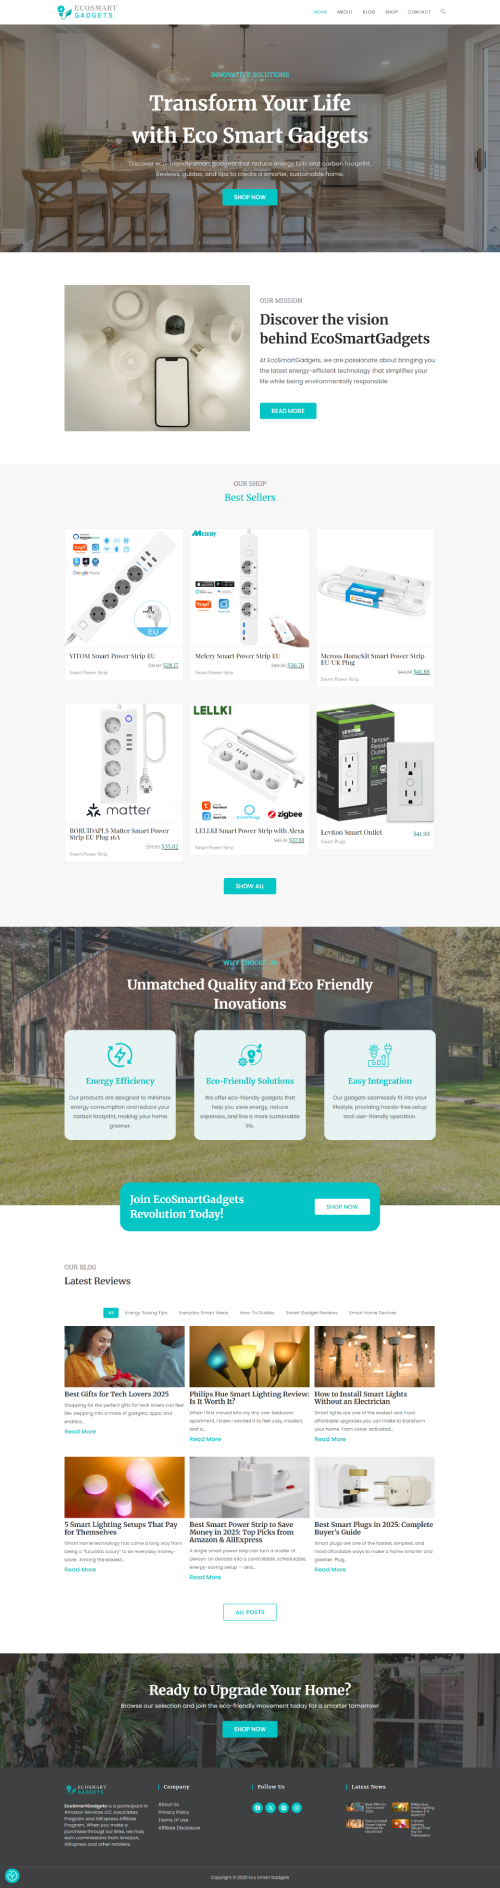 ECOSMART
GADGETS
HOME
ABOUT
BLOG
SHOP
CONTACT
INNOVATIVE SOLUTIONS
Transform Your Life
with Eco Smart Gadgets
Discover eco-friendly smart gadgets that reduce energy bills and carbon footprint.
Reviews, guides, and tips to create a smarter, sustainable home.
SHOP NOW
OUR MISSION
Discover the vision
behind EcoSmartGadgets
At EcoSmartGadgets, we are passionate about bringing you
the latest energy-efficient technology that simplifies your
life while being environmentally responsible
READ MORE
OUR SHOP
Best Sellers
Google Home
EU
YITOM Smart Power Strip EU
$28.17
Smart Power Strip
MELERY
Melery Smart Power Strip EU
$36.76
Smart Power Strip
Meross HomeKit Smart Power Strip
EU/UK Plug
$41.88
Smart Power Strip
matter
BORUIDAPLS Matter Smart Power
Strip EU Plug 16A
$35.62
Smart Power Strip
LELLKI
zigbee
LELLKI Smart Power Strip with Alexa
$37.81
Smart Power Strip
LEVITON
Tamper-
Resistant
Outlet
Leviton Smart Outlet
$41.99
Smart Plugs
SHOW ALL
WHY CHOOSE US
Unmatched Quality and Eco Friendly
Inovations
Energy Efficiency
Our products are designed to minimize
energy consumption and reduce your
carbon footprint, making your home
greener.
Eco-Friendly Solutions
We offer eco-friendly gadgets that
help you save energy, reduce
expenses, and live a more sustainable
life.
Easy Integration
Our gadgets seamlessly fit into your
lifestyle, providing hassle-free setup
and user-friendly operation.
Join EcoSmartGadgets
Revolution Today!
SHOP NOW
OUR BLOG
Latest Reviews
All
Energy Saving Tips
Everyday Smart Ideas
How-To Guides
Smart Gadget Reviews
Smart Home Devices
Best Gifts for Tech Lovers 2025
Shopping for the perfect gifts for tech lovers can feel
like stepping into a maze of gadgets, apps, and
endless...
Read More
Philips Hue Smart Lighting Review:
Is It Worth It?
When I first moved into my tiny one-bedroom
apartment, I knew I wanted it to feel cozy, modern,
and a...
Read More
How to Install Smart Lights
Without an Electrician
Smart lights are one of the easiest and most
affordable upgrades you can make to transform
your home. From voice-activated...
Read More
5 Smart Lighting Setups That Pay
for Themselves
Smart home technology has come a long way from
being a "futuristic luxury" to an everyday money-
saver. Among the easiest...
Read More
Best Smart Power Strip to Save
Money in 2025: Top Picks from
Amazon & AliExpress
A single smart power strip can turn a cluster of
always-on devices into a controllable, schedulable,
energy-saving setup — and...
Read More
Best Smart Plugs in 2025: Complete
Buyer's Guide
Smart plugs are one of the fastest, simplest, and
most affordable ways to make a home smarter and
greener. Plug...
Read More
ALL POSTS
Ready to Upgrade Your Home?
Browse our selection and join the eco-friendly movement today for a smarter tomorrow!
SHOP NOW
ECOSMART
GADGETS
EcoSmartGadgets is a participant in
Amazon Services LLC Associates
Program and AliExpress Affiliate
Program. When you make a
purchase through our links, we may
earn commissions from Amazon,
AliExpress and other retailers.
Company
About Us
Privacy Policy
Terms Of Use
Affiliate Disclosure
Follow Us
Latest News
Best Gifts for
Tech Lovers
2025
Philips Hue
Smart Lighting
Review: Is It
Worth It?
How to Install
Smart Lights
Without an
Electrician
5 Smart
Lighting
Setups That
Pay for
Themselves
Copyright © 2025 Eco Smart Gadgets